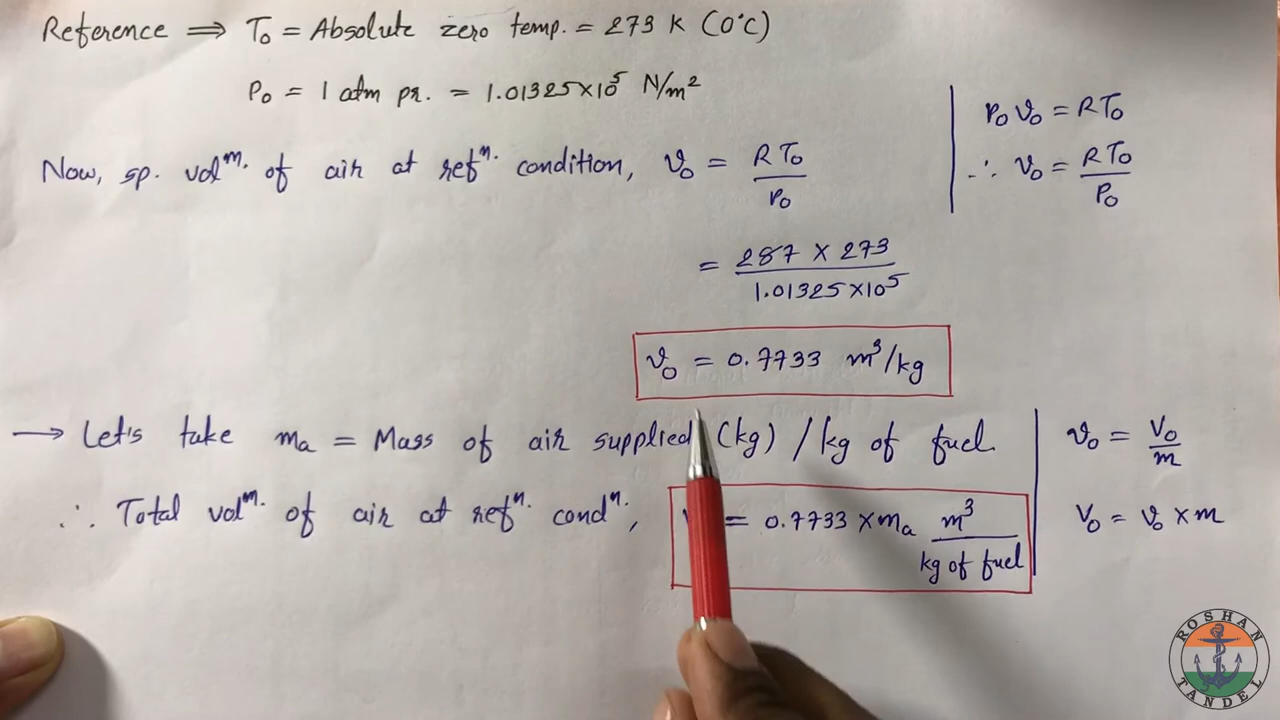 Reference ⟹ T₀ = Absolute zero temp. = 273 K (0°C)
P₀ = 1 atm pr. = 1.01325×10⁵ N/m²
P₀ v₀ = RT₀
∴ v₀ = RT₀ / P₀
Now, sp. volᵐ. of air at refⁿ. condition, v₀ = RT₀ / P₀
= 287 × 273 / 1.01325×10⁵
v₀ = 0.7733 m³/kg
→ Let's take mₐ = Mass of air supplied (kg) / kg of fuel.
∴ Total volᵐ. of air at refⁿ. condⁿ, = 0.7733 × mₐ m³ / kg of fuel
v₀ = V₀ / m
V₀ = v₀ × m
ROSHAN
TANDEL